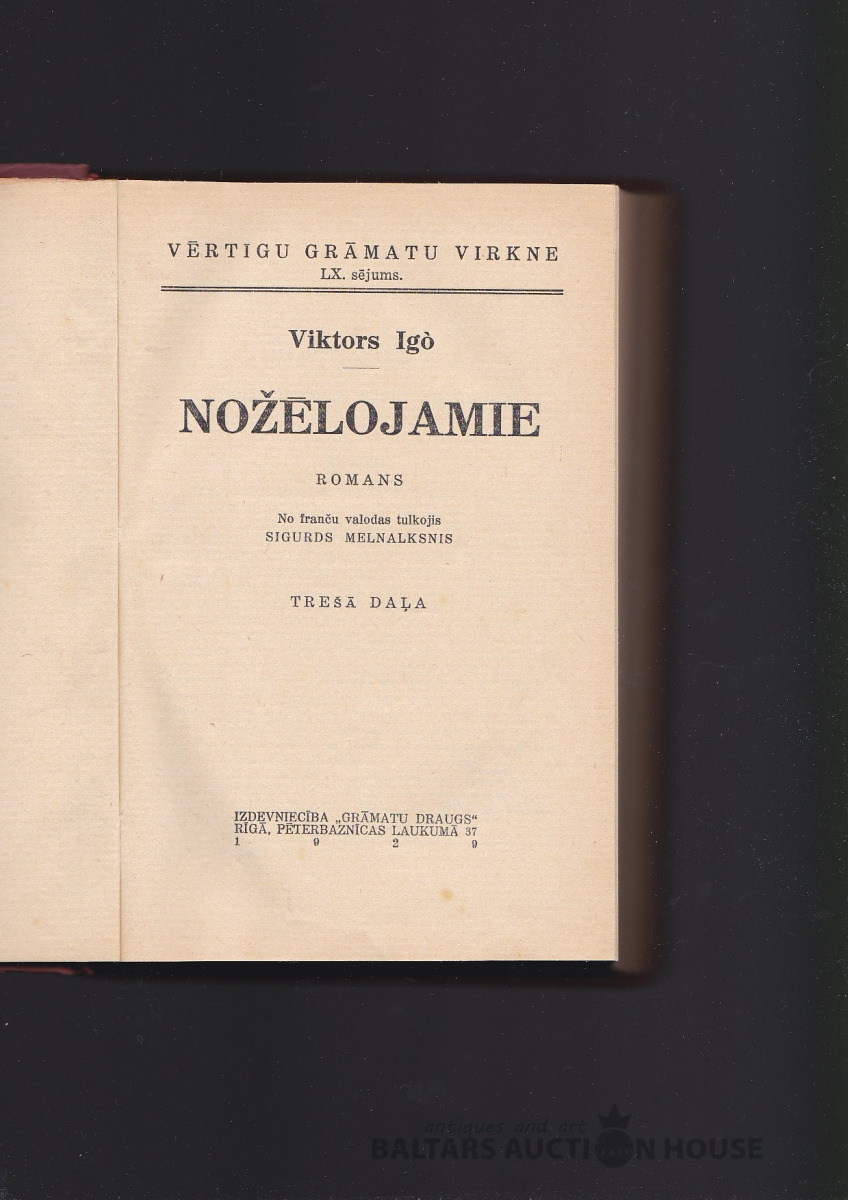 VĒRTIGU GRĀMATU VIRKNE
LX. sējums.
Viktors Igò
NOŽĒLOJAMIE
ROMANS
No franču valodas tulkojis
SIGURDS MELNALKSNIS
TREŠĀ DAĻA
IZDEVNIECĪBA „GRĀMATU DRAUGS“
RĪGĀ, PĒTERBAZNĪCAS LAUKUMĀ 37
1 9 2 9
antiques and art
BALTARS AUCTION HOUSE